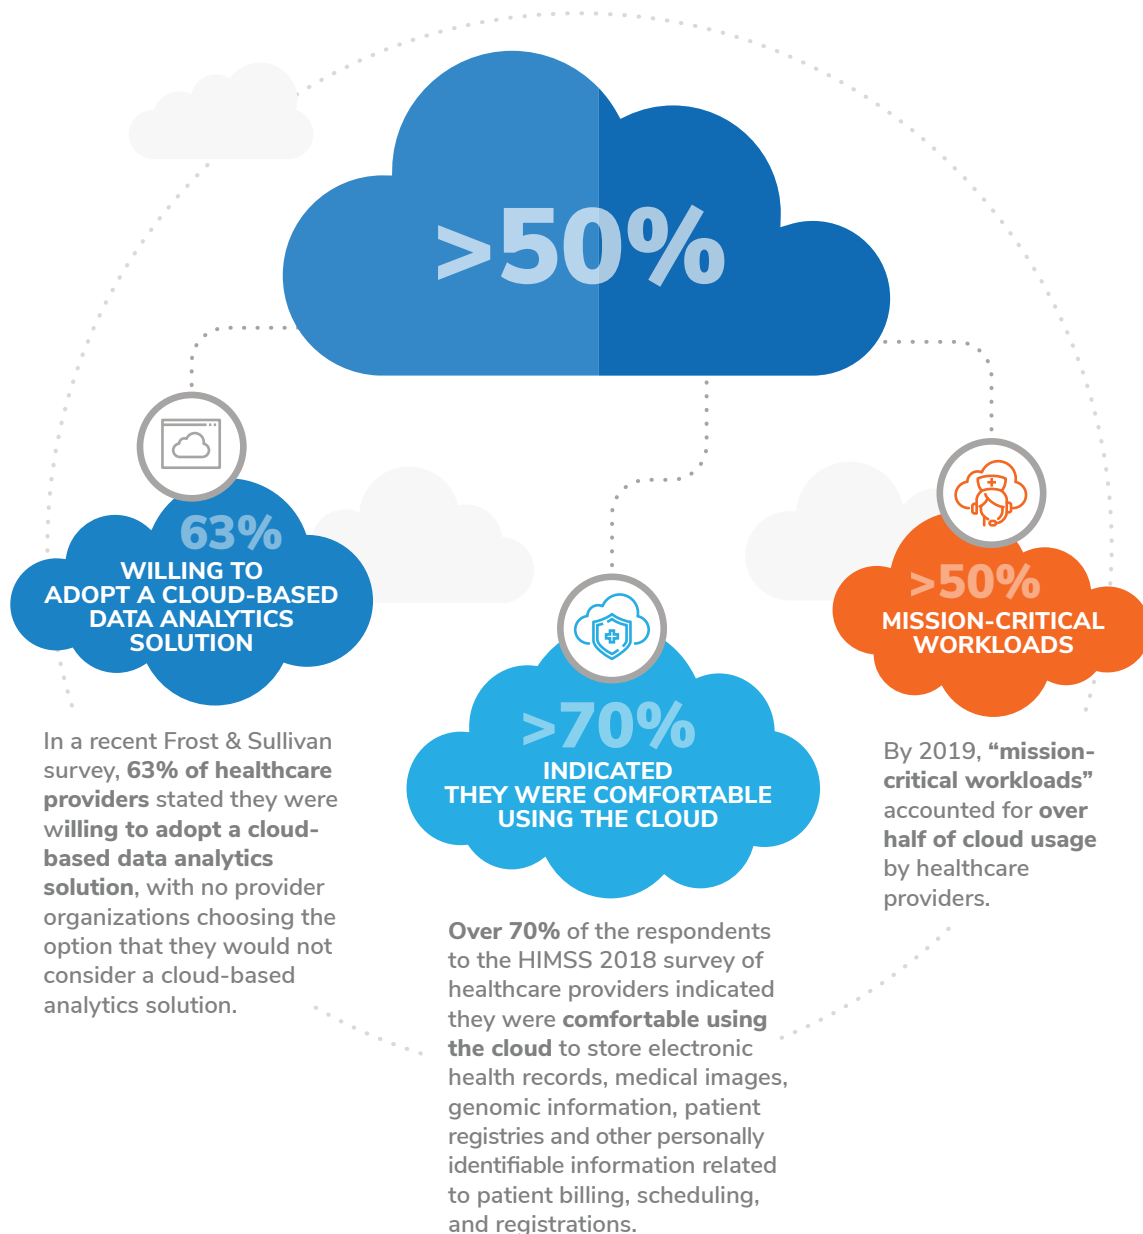 >50%
63%
WILLING TO
ADOPT A CLOUD-BASED
DATA ANALYTICS
SOLUTION
In a recent Frost & Sullivan
survey, 63% of healthcare
providers stated they were
willing to adopt a cloud-
based data analytics
solution, with no provider
organizations choosing the
option that they would not
consider a cloud-based
analytics solution.
>70%
INDICATED
THEY WERE COMFORTABLE
USING THE CLOUD
Over 70% of the respondents
to the HIMSS 2018 survey of
healthcare providers indicated
they were comfortable using
the cloud to store electronic
health records, medical images,
genomic information, patient
registries and other personally
identifiable information related
to patient billing, scheduling,
and registrations.
>50%
MISSION-CRITICAL
WORKLOADS
By 2019, “mission-
critical workloads”
accounted for over
half of cloud usage
by healthcare
providers.